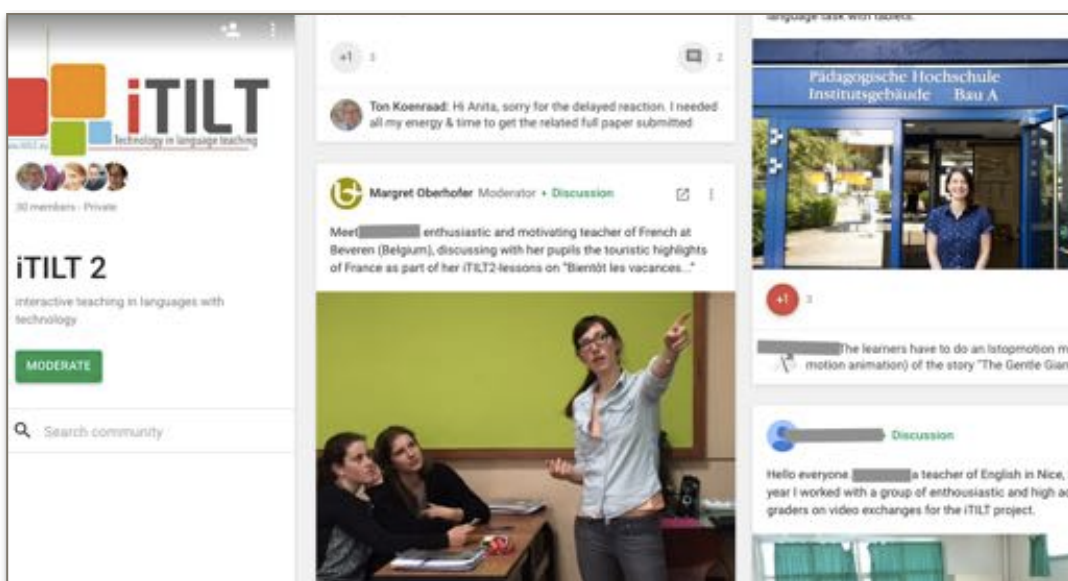 iTILT
Technology in language teaching
30 members - Private
iTILT 2
interactive teaching in languages with
technology
MODERATE
Search community
+1 3
2
Ton Koenraad: Hi Anita, sorry for the delayed reaction. I needed
all my energy & time to get the related full paper submitted
Margret Oberhofer Moderator • Discussion
Meet enthusiastic and motivating teacher of French at
Beveren (Belgium), discussing with her pupils the touristic highlights
of France as part of her iTILT2-lessons on "Bientôt les vacances..."
language task with tablets.
Pädagogische Hochschule
Institutsgebäude Bau A
+1 3
The learners have to do an Istopmotion m
motion animation) of the story "The Gentle Gian
Discussion
Hello everyone. a teacher of English in Nice,
year I worked with a group of enthousiastic and high ac
graders on video exchanges for the iTILT project.